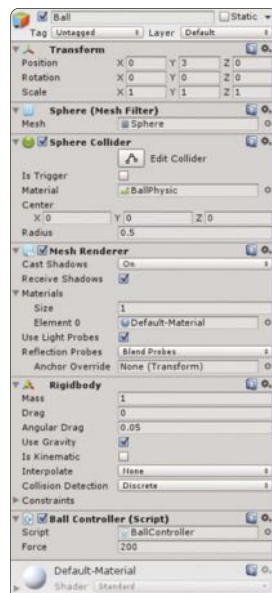 Ball Static
Tag Untagged Layer Default
Transform
Position X 0 Y 3 Z 0
Rotation X 0 Y 0 Z 0
Scale X 1 Y 1 Z 1
Sphere (Mesh Filter)
Mesh Sphere
Sphere Collider
Edit Collider
Is Trigger
Material BallPhysic
Center
X 0 Y 0 Z 0
Radius 0.5
Mesh Renderer
Cast Shadows On
Receive Shadows
Materials
Size 1
Element 0 Default-Material
Use Light Probes
Reflection Probes Blend Probes
Anchor Override None (Transform)
Rigidbody
Mass 1
Drag 0
Angular Drag 0.05
Use Gravity
Is Kinematic
Interpolate None
Collision Detection Discrete
Constraints
Ball Controller (Script)
Script BallController
Force 200
Default-Material
Shader Standard